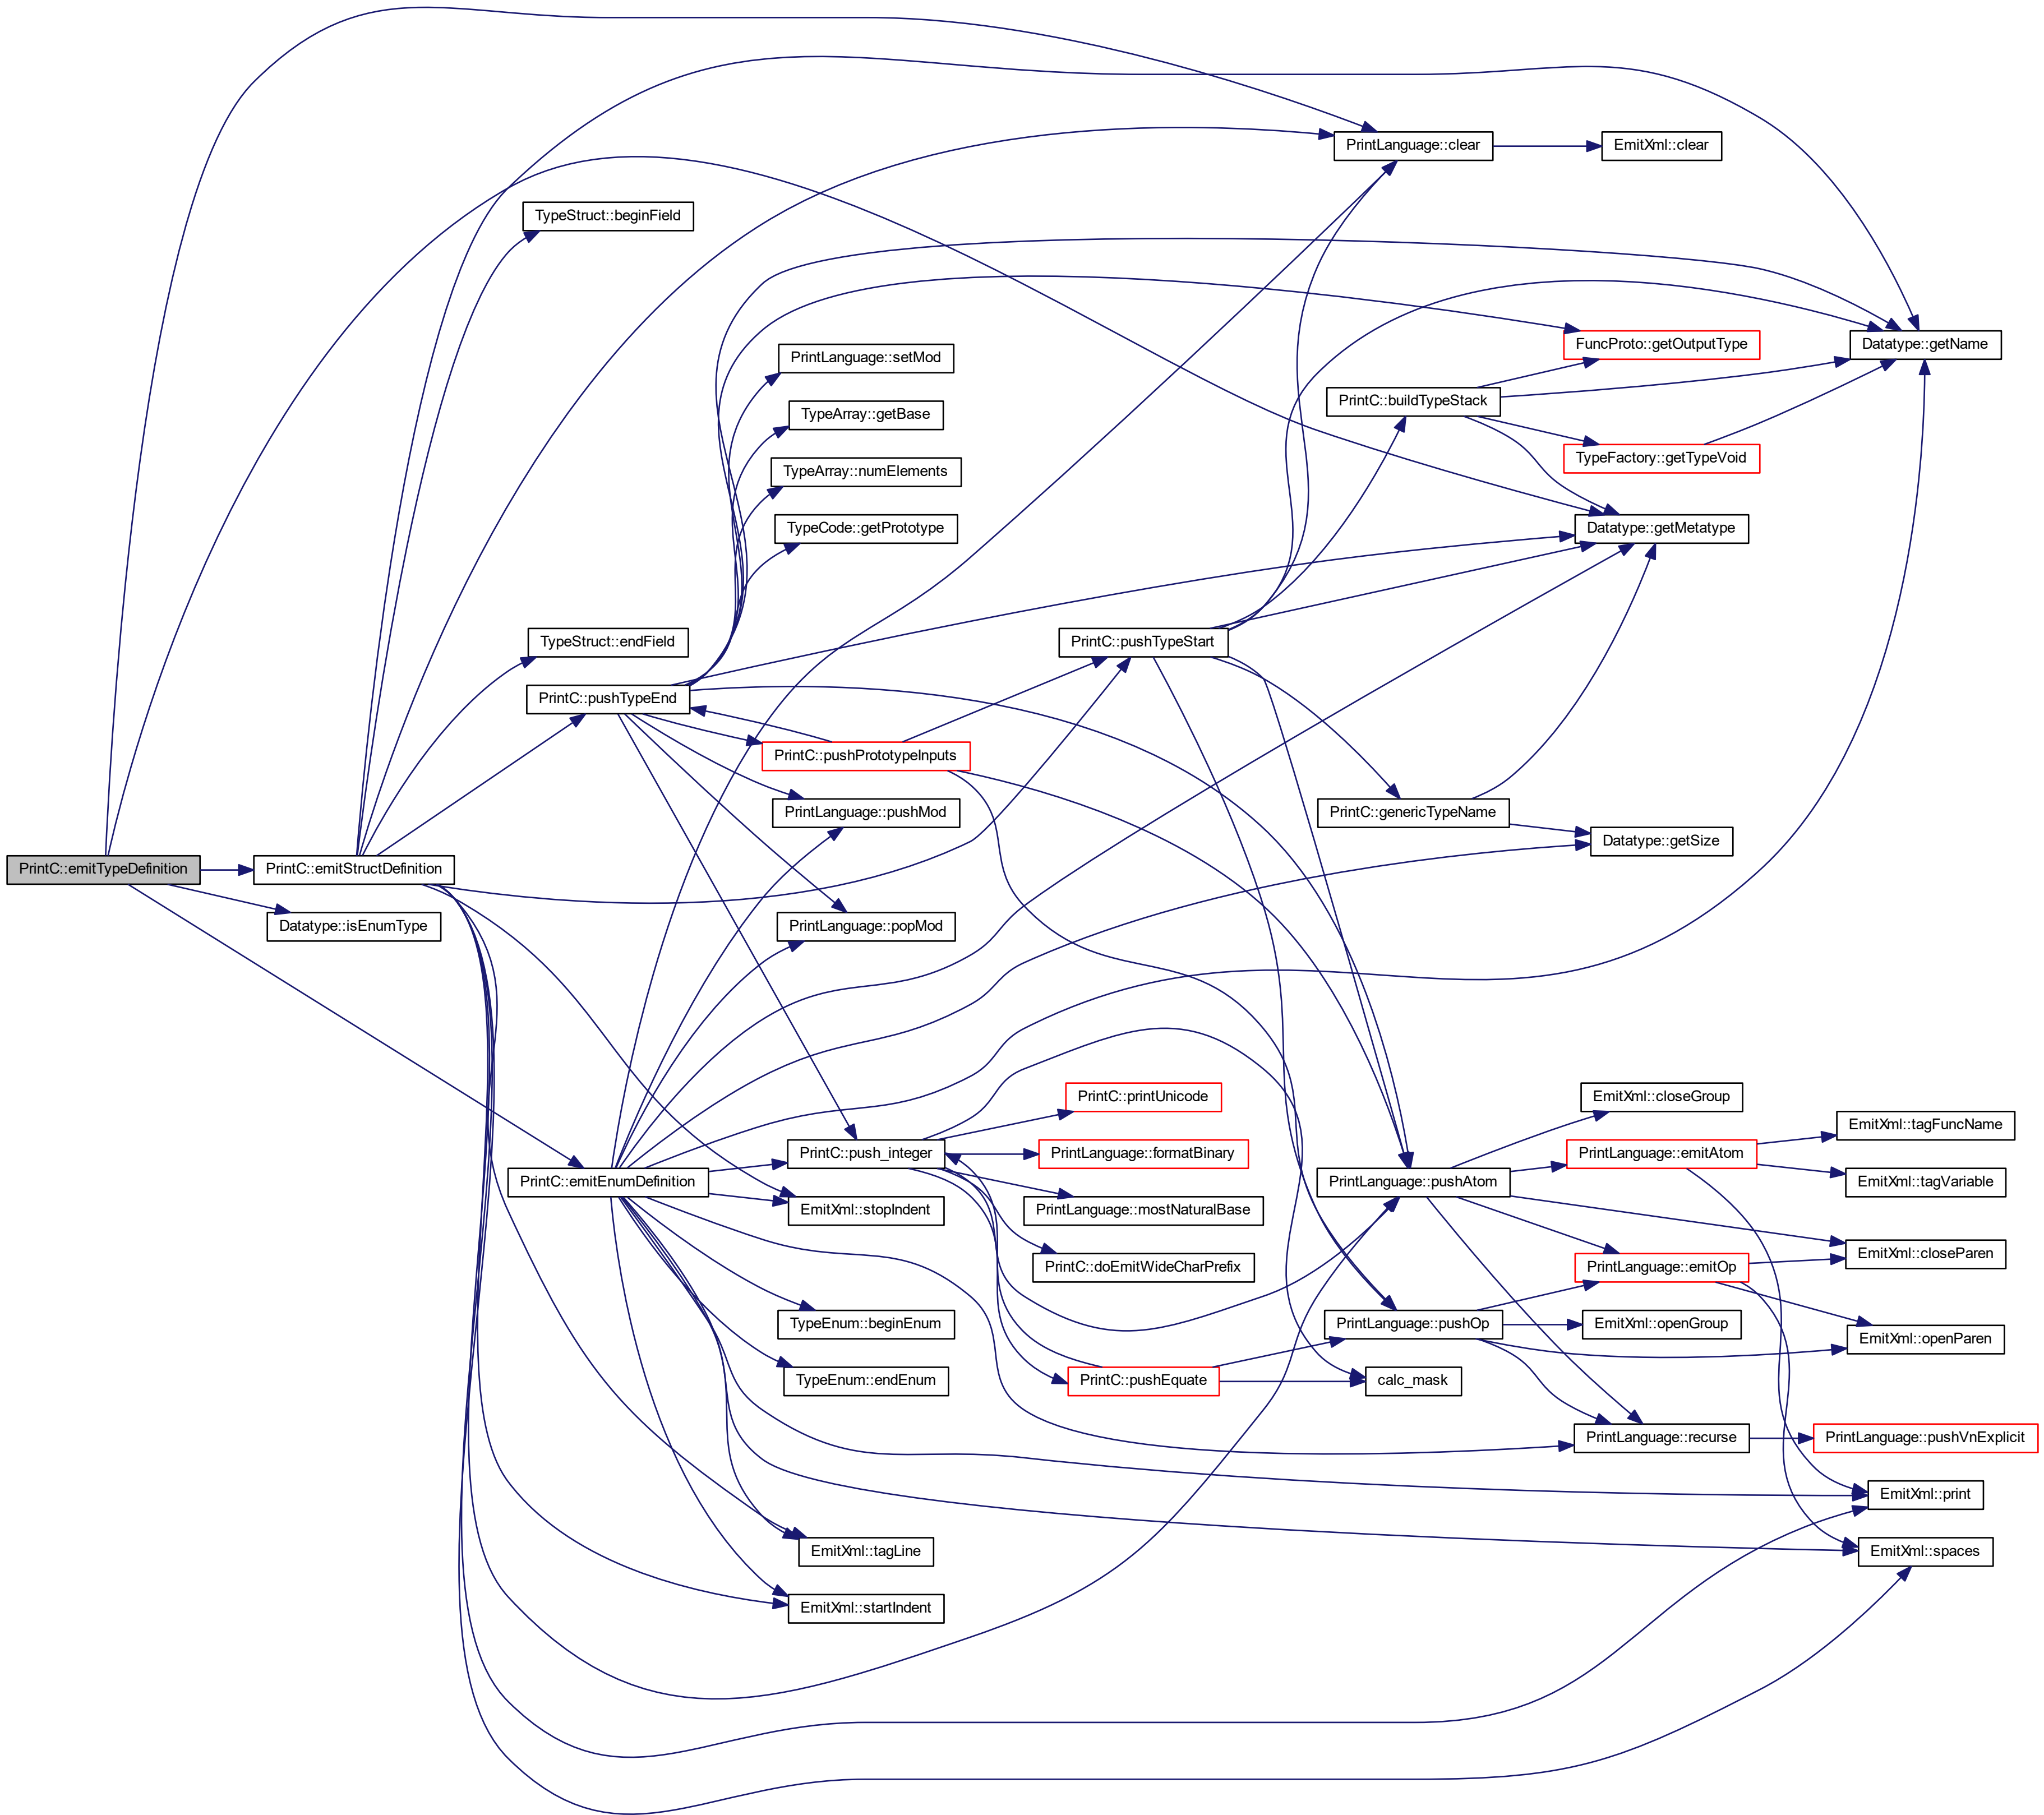 PrintLanguage::clear
EmitXml::clear
TypeStruct::beginField
FuncProto::getOutputType
Datatype::getName
PrintLanguage::setMod
PrintC::buildTypeStack
TypeArray::getBase
TypeFactory::getTypeVoid
TypeArray::numElements
TypeCode::getPrototype
Datatype::getMetatype
TypeStruct::endField
PrintC::pushTypeStart
PrintC::pushTypeEnd
PrintC::pushPrototypeInputs
PrintLanguage::pushMod
PrintC::genericTypeName
Datatype::getSize
PrintC::emitTypeDefinition
PrintC::emitStructDefinition
Datatype::isEnumType
PrintLanguage::popMod
PrintC::printUnicode
EmitXml::closeGroup
EmitXml::tagFuncName
PrintC::push_integer
PrintLanguage::formatBinary
PrintLanguage::emitAtom
PrintC::emitEnumDefinition
PrintLanguage::pushAtom
EmitXml::tagVariable
EmitXml::stopIndent
PrintLanguage::mostNaturalBase
EmitXml::closeParen
PrintC::doEmitWideCharPrefix
PrintLanguage::emitOp
TypeEnum::beginEnum
PrintLanguage::pushOp
EmitXml::openGroup
EmitXml::openParen
TypeEnum::endEnum
PrintC::pushEquate
calc_mask
PrintLanguage::recurse
PrintLanguage::pushVnExplicit
EmitXml::print
EmitXml::tagLine
EmitXml::spaces
EmitXml::startIndent